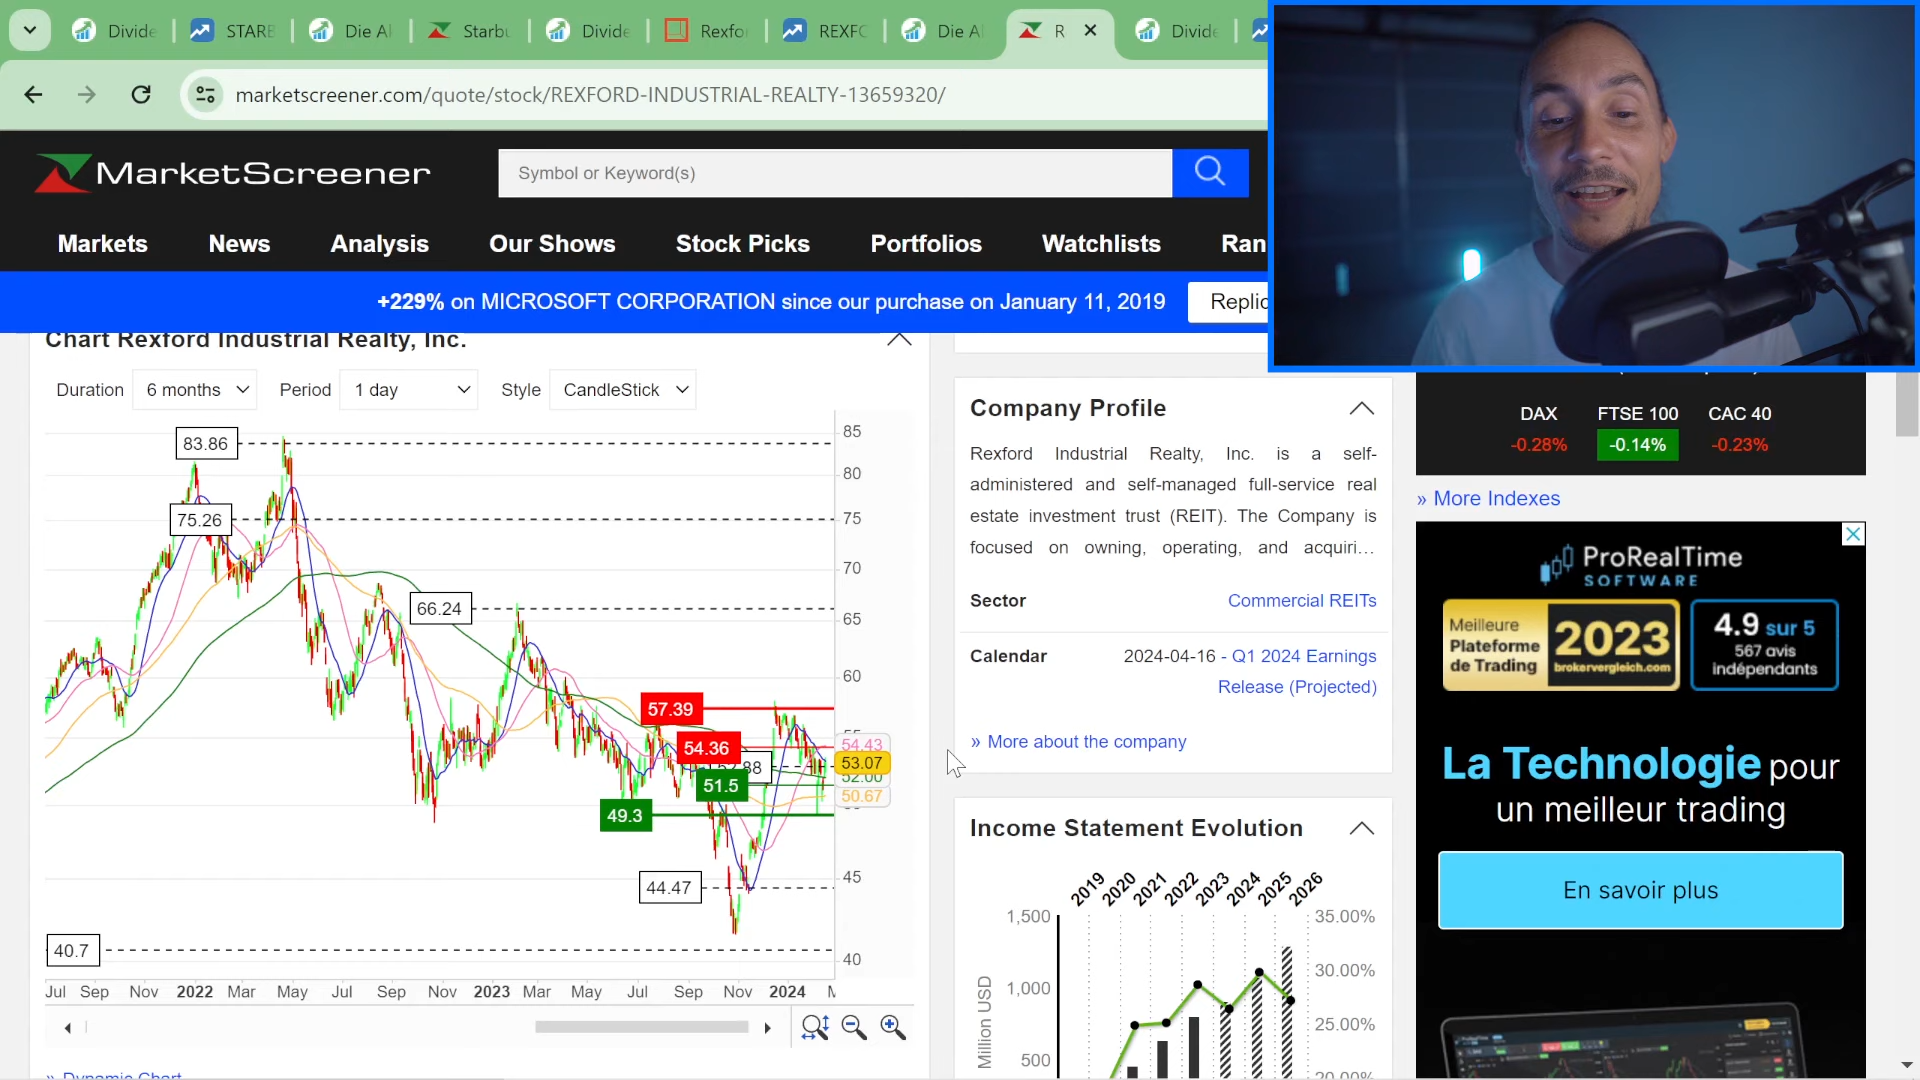 Divide
STARB
Die Al
Starbu
Divide
Rexfo
REXFO
Die Al
R
Divide
marketscreener.com/quote/stock/REXFORD-INDUSTRIAL-REALTY-13659320/
MarketScreener
Symbol or Keyword(s)
Markets
News
Analysis
Our Shows
Stock Picks
Portfolios
Watchlists
Ran
+229% on MICROSOFT CORPORATION since our purchase on January 11, 2019
Replic
Chart Rexford Industrial Realty, Inc.
Duration
6 months
Period
1 day
Style
CandleStick
83.86
75.26
66.24
57.39
54.36
51.5
49.3
44.47
40.7
85
80
75
70
65
60
54.43
53.07
52.00
50.67
45
40
Jul Sep Nov 2022 Mar May Jul Sep Nov 2023 Mar May Jul Sep Nov 2024
» Dynamic Chart
Company Profile
Rexford Industrial Realty, Inc. is a self-
administered and self-managed full-service real
estate investment trust (REIT). The Company is
focused on owning, operating, and acquiri...
Sector
Commercial REITs
Calendar
2024-04-16 - Q1 2024 Earnings
Release (Projected)
» More about the company
Income Statement Evolution
2019 2020 2021 2022 2023 2024 2025 2026
1,500
1,000
500
Million USD
35.00%
30.00%
25.00%
20.00%
DAX
FTSE 100
CAC 40
-0.28%
-0.14%
-0.23%
» More Indexes
ProRealTime
SOFTWARE
Meilleure
Plateforme
de Trading
2023
brokervergleich.com
4.9 sur 5
567 avis
indépendants
La Technologie pour
un meilleur trading
En savoir plus